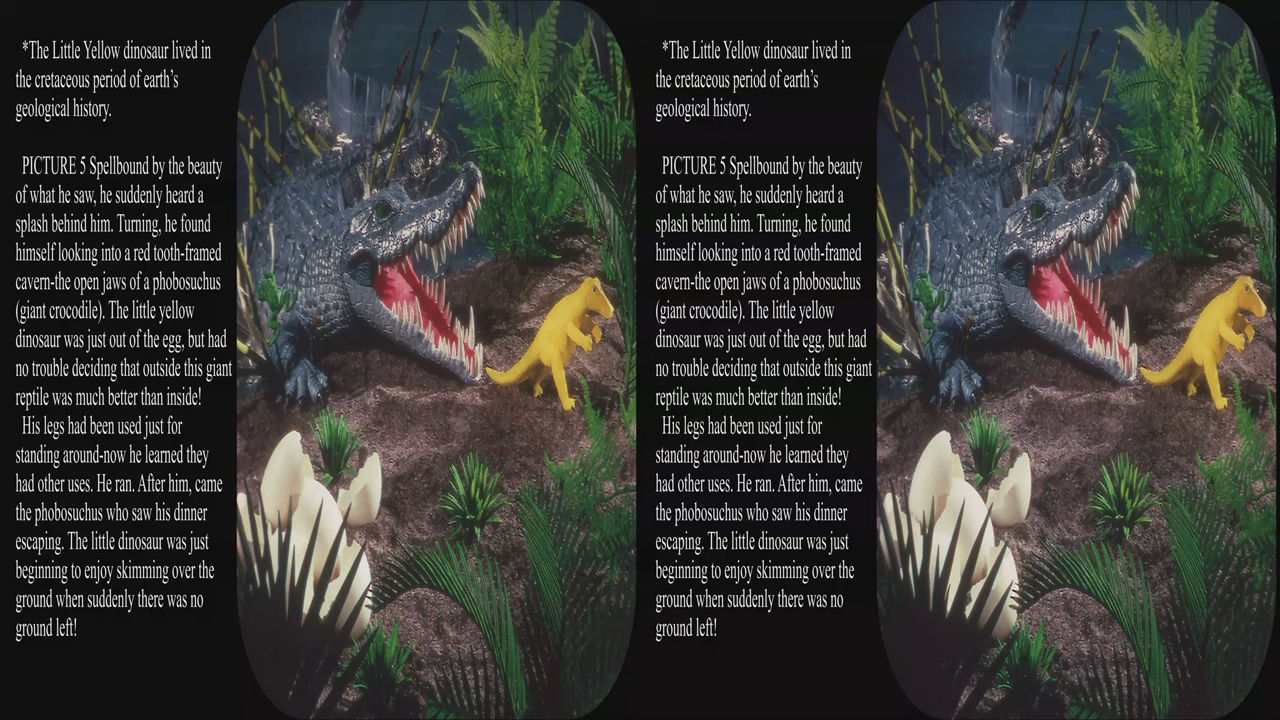 *The Little Yellow dinosaur lived in
the cretaceous period of earth's
geological history.
PICTURE 5 Spellbound by the beauty
of what he saw, he suddenly heard a
splash behind him. Turning, he found
himself looking into a red tooth-framed
cavern-the open jaws of a phobosuchus
(giant crocodile). The little yellow
dinosaur was just out of the egg, but had
no trouble deciding that outside this giant
reptile was much better than inside!
His legs had been used just for
standing around-now he learned they
had other uses. He ran. After him, came
the phobosuchus who saw his dinner
escaping. The little dinosaur was just
beginning to enjoy skimming over the
ground when suddenly there was no
ground left!
*The Little Yellow dinosaur lived in
the cretaceous period of earth's
geological history.
PICTURE 5 Spellbound by the beauty
of what he saw, he suddenly heard a
splash behind him. Turning, he found
himself looking into a red tooth-framed
cavern-the open jaws of a phobosuchus
(giant crocodile). The little yellow
dinosaur was just out of the egg, but had
no trouble deciding that outside this giant
reptile was much better than inside!
His legs had been used just for
standing around-now he learned they
had other uses. He ran. After him, came
the phobosuchus who saw his dinner
escaping. The little dinosaur was just
beginning to enjoy skimming over the
ground when suddenly there was no
ground left!